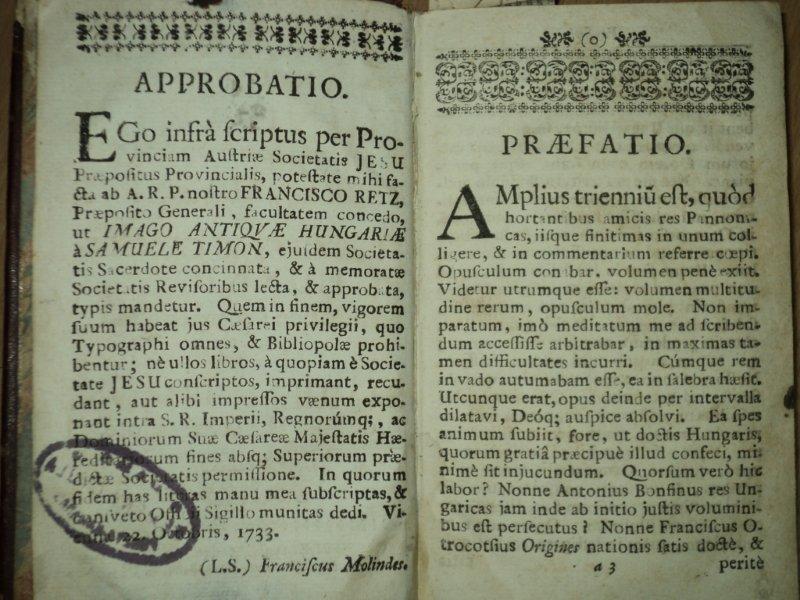 APPROBATIO.
EGo infrà ſcriptus per Pro-
vinciam Auſtriæ Societatis JESU
Præpoſitus Provincialis, poteſtate mihi fa-
cta ab A. R. P. noſtro FRANCISCO RETZ,
Præpoſito Generali, facultatem concedo,
ut IMAGO ANTIQVÆ HUNGARIÆ
à SAMUELE TIMON, ejuſdem Societa-
tis Sacerdote concinnata, & à memoratæ
Societatis Reviſoribus lecta, & approbata,
typis mandetur. Quem in finem, vigorem
ſuum habeat jus Cæſarei privilegii, quo
Typographi omnes, & Bibliopolæ prohi-
bentur; nè ullos libros, à quopiam è Socie-
tate JESU conſcriptos, imprimant, recu-
dant, aut alibi impreſſos vænum expo-
nant intra S. R. Imperii, Regnorúmq;, ac
Dominiorum Suæ Cæſareæ Majeſtatis Hæ-
reditariorum fines abſq; Superiorum præ-
dictæ Societatis permiſſione. In quorum
fidem has literas manu mea ſubſcriptas, &
conſveto Officii Sigillo munitas dedi. Vi-
ennæ 22. Octobris, 1733.
(L.S.) Franciſcus Molindes.
(0)
PRÆFATIO.
AMplius trienniũ eſt, quòd
hortantibus amicis res Pannoni-
cas, iiſque finitimas in unum col-
ligere, & in commentarium referre cœpi.
Opuſculum conabar. volumen penè exiit.
Videtur utrumque eſſe: volumen multitu-
dine rerum, opuſculum mole. Non im-
paratum, imò meditatum me ad ſcriben-
dum acceſſiſſe arbitrabar, in maximas ta-
men difficultates incurri. Cúmque rem
in vado autumabam eſſe, ea in ſalebra hæſit.
Utcunque erat, opus deinde per intervalla
dilatavi, Deóq; auſpice abſolvi. Ea ſpes
animum ſubiit, fore, ut doctis Hungaris,
quorum gratiâ præcipuè illud confeci, mi-
nimè ſit injucundum. Quorſum verò hic
labor? Nonne Antonius Bonfinus res Un-
garicas jam inde ab initio juſtis volumini-
bus eſt perſecutus? Nonne Franciſcus O-
trocotſius Origines nationis ſatis doctè, &
a 3 peritè